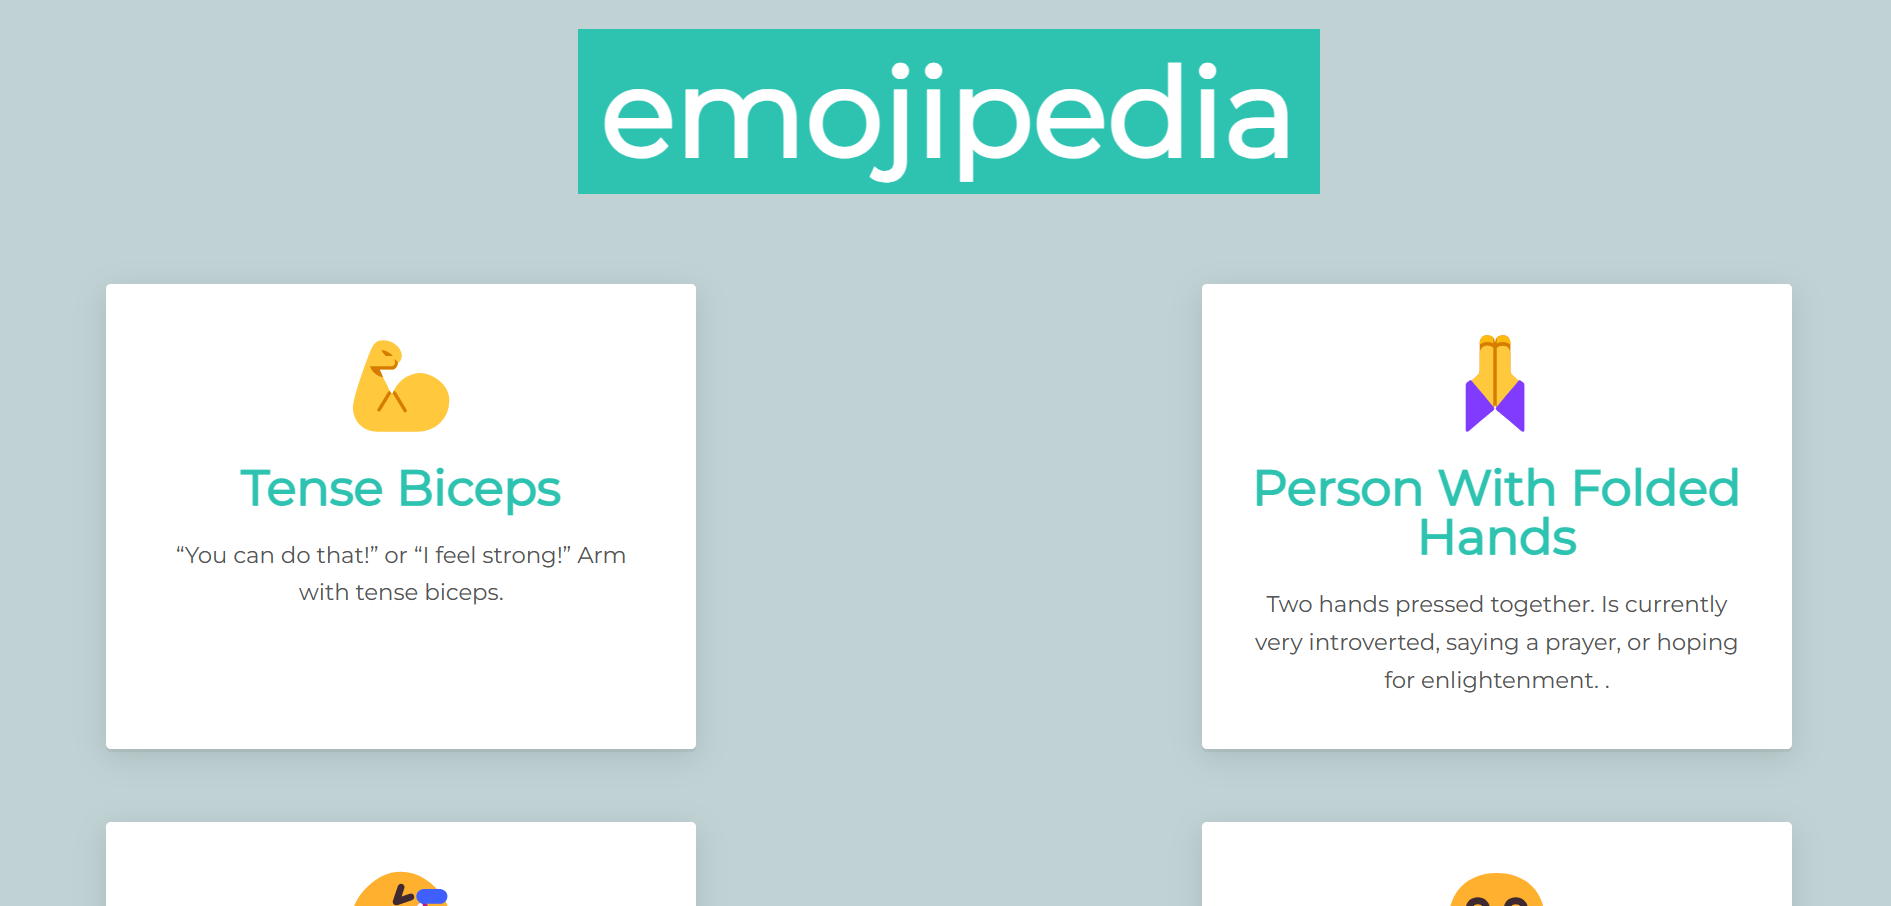 emojipedia
Tense Biceps
“You can do that!” or “I feel strong!” Arm
with tense biceps.
Person With Folded
Hands
Two hands pressed together. Is currently
very introverted, saying a prayer, or hoping
for enlightenment. .